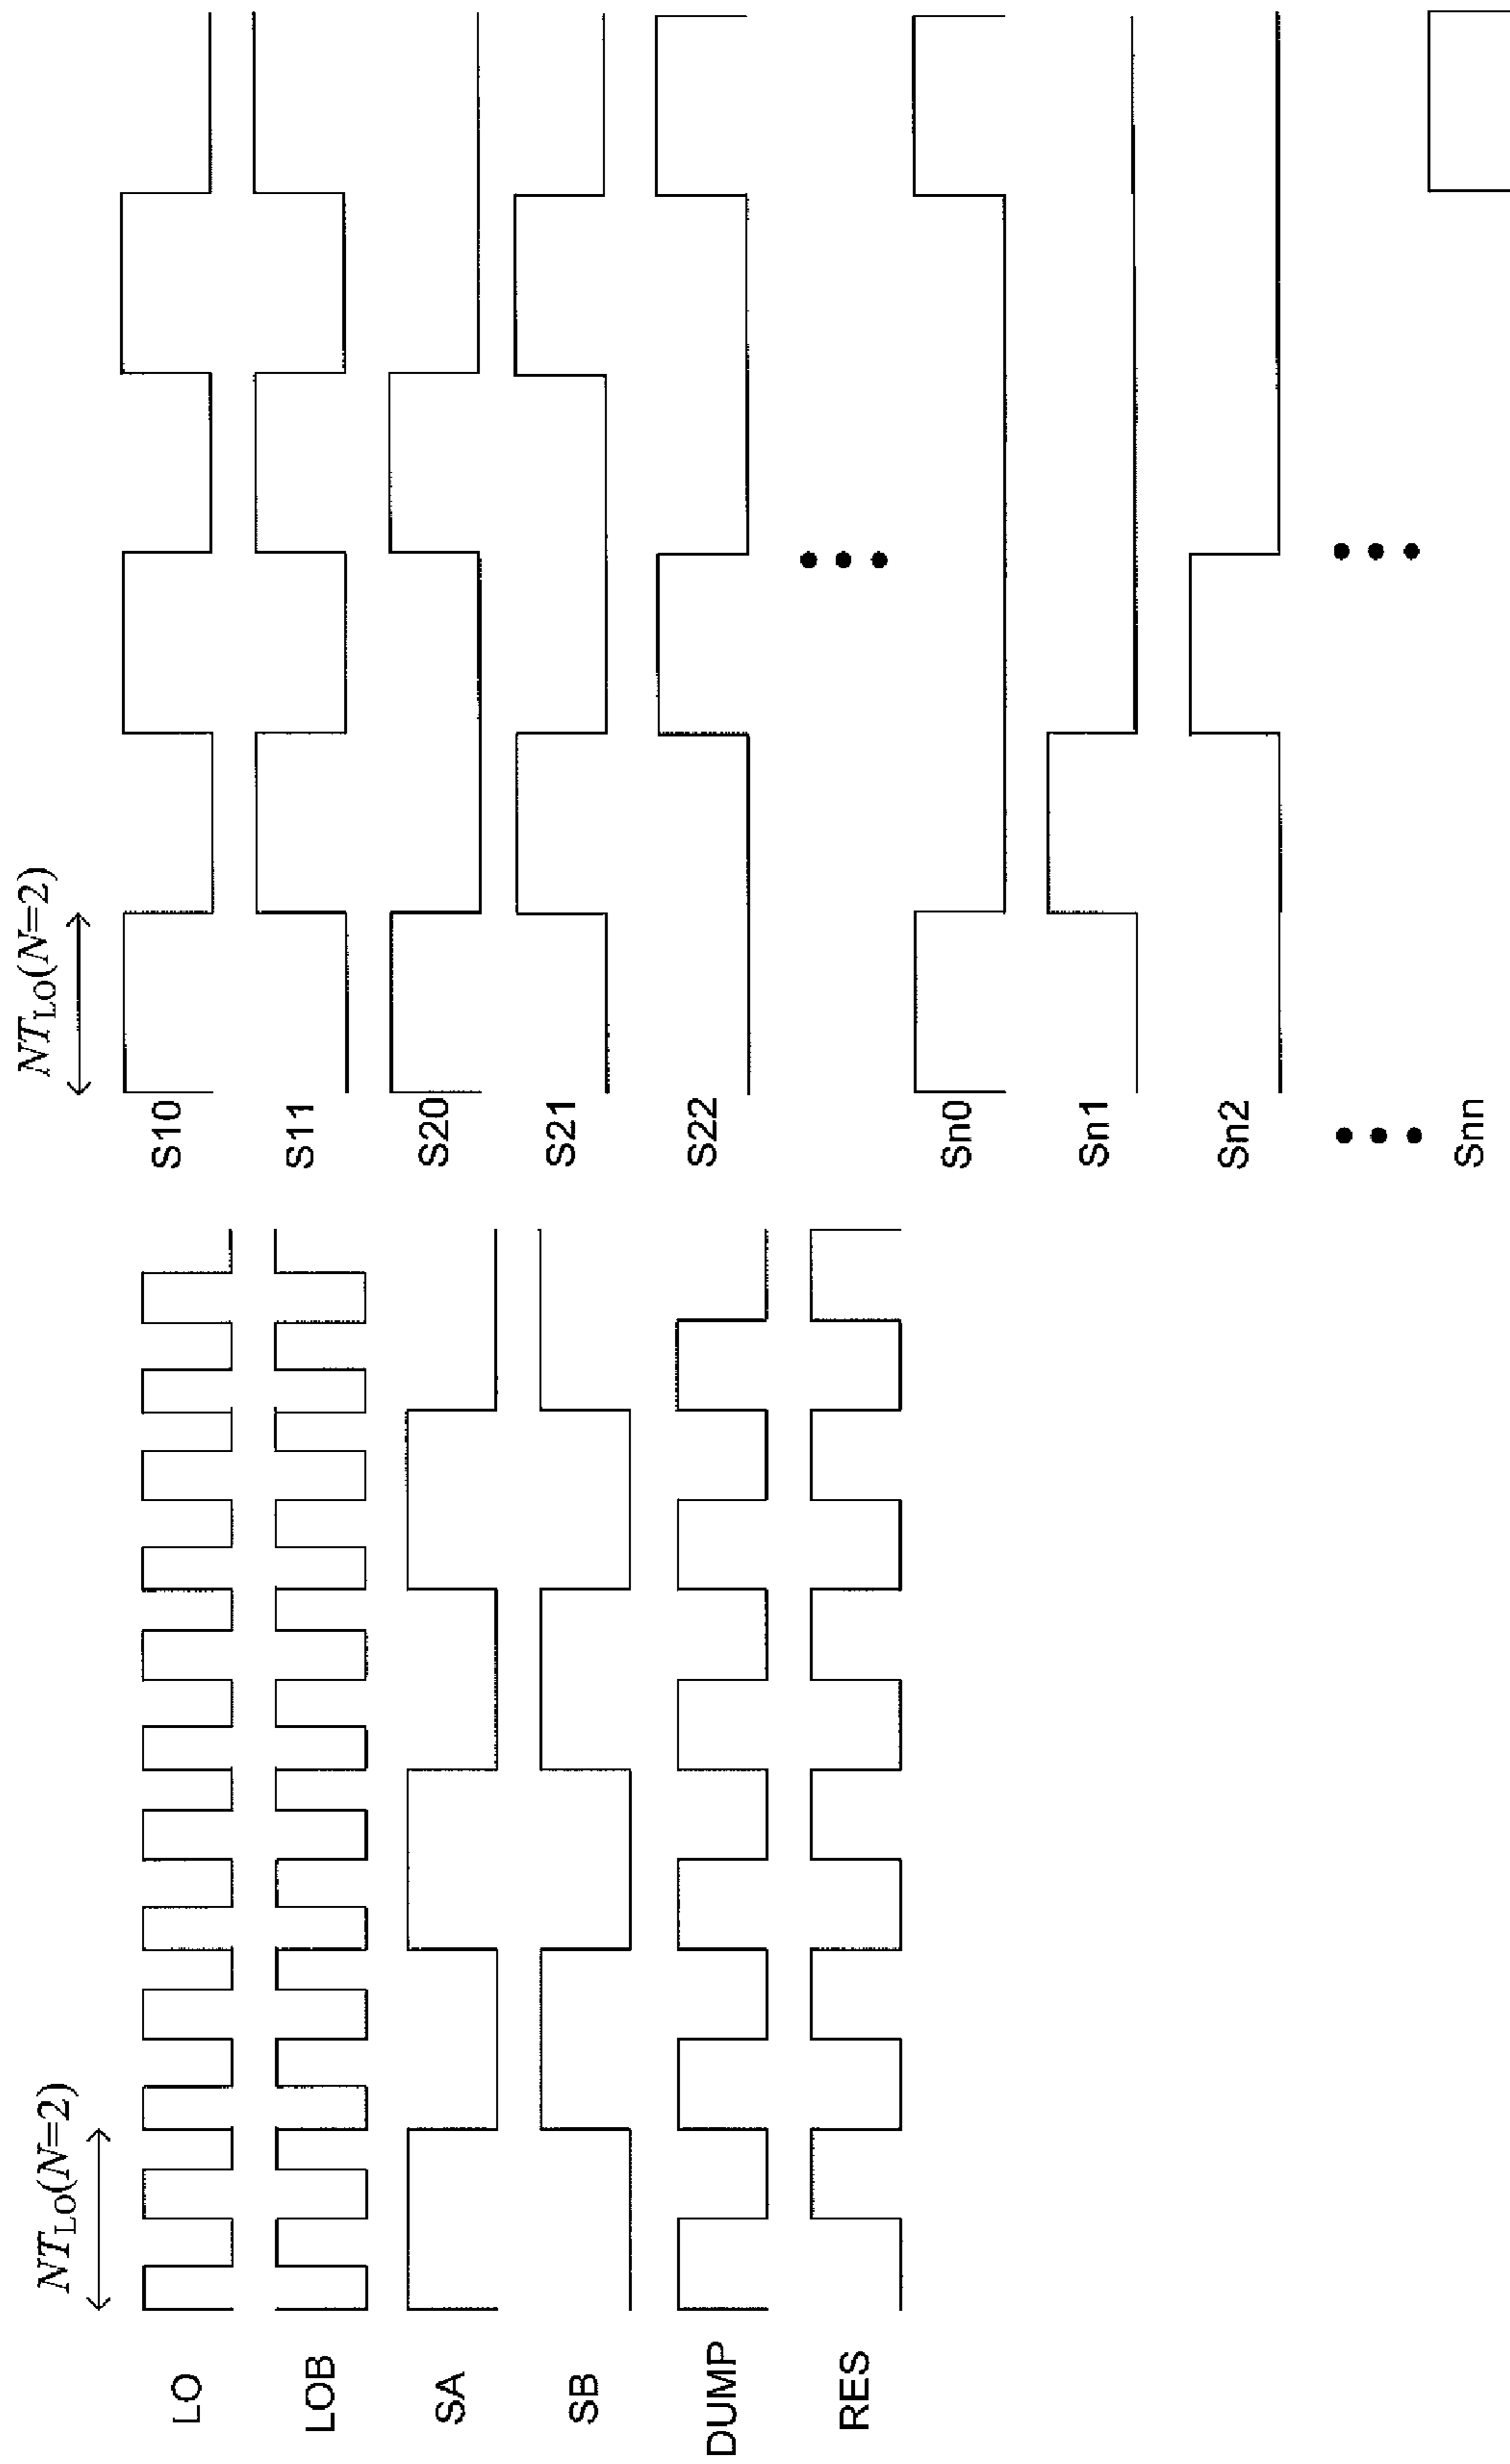 NT_LO(N=2)
LO
LOB
SA
SB
DUMP
RES
NT_LO(N=2)
S10
S11
S20
S21
S22
Sn0
Sn1
Sn2
Snn